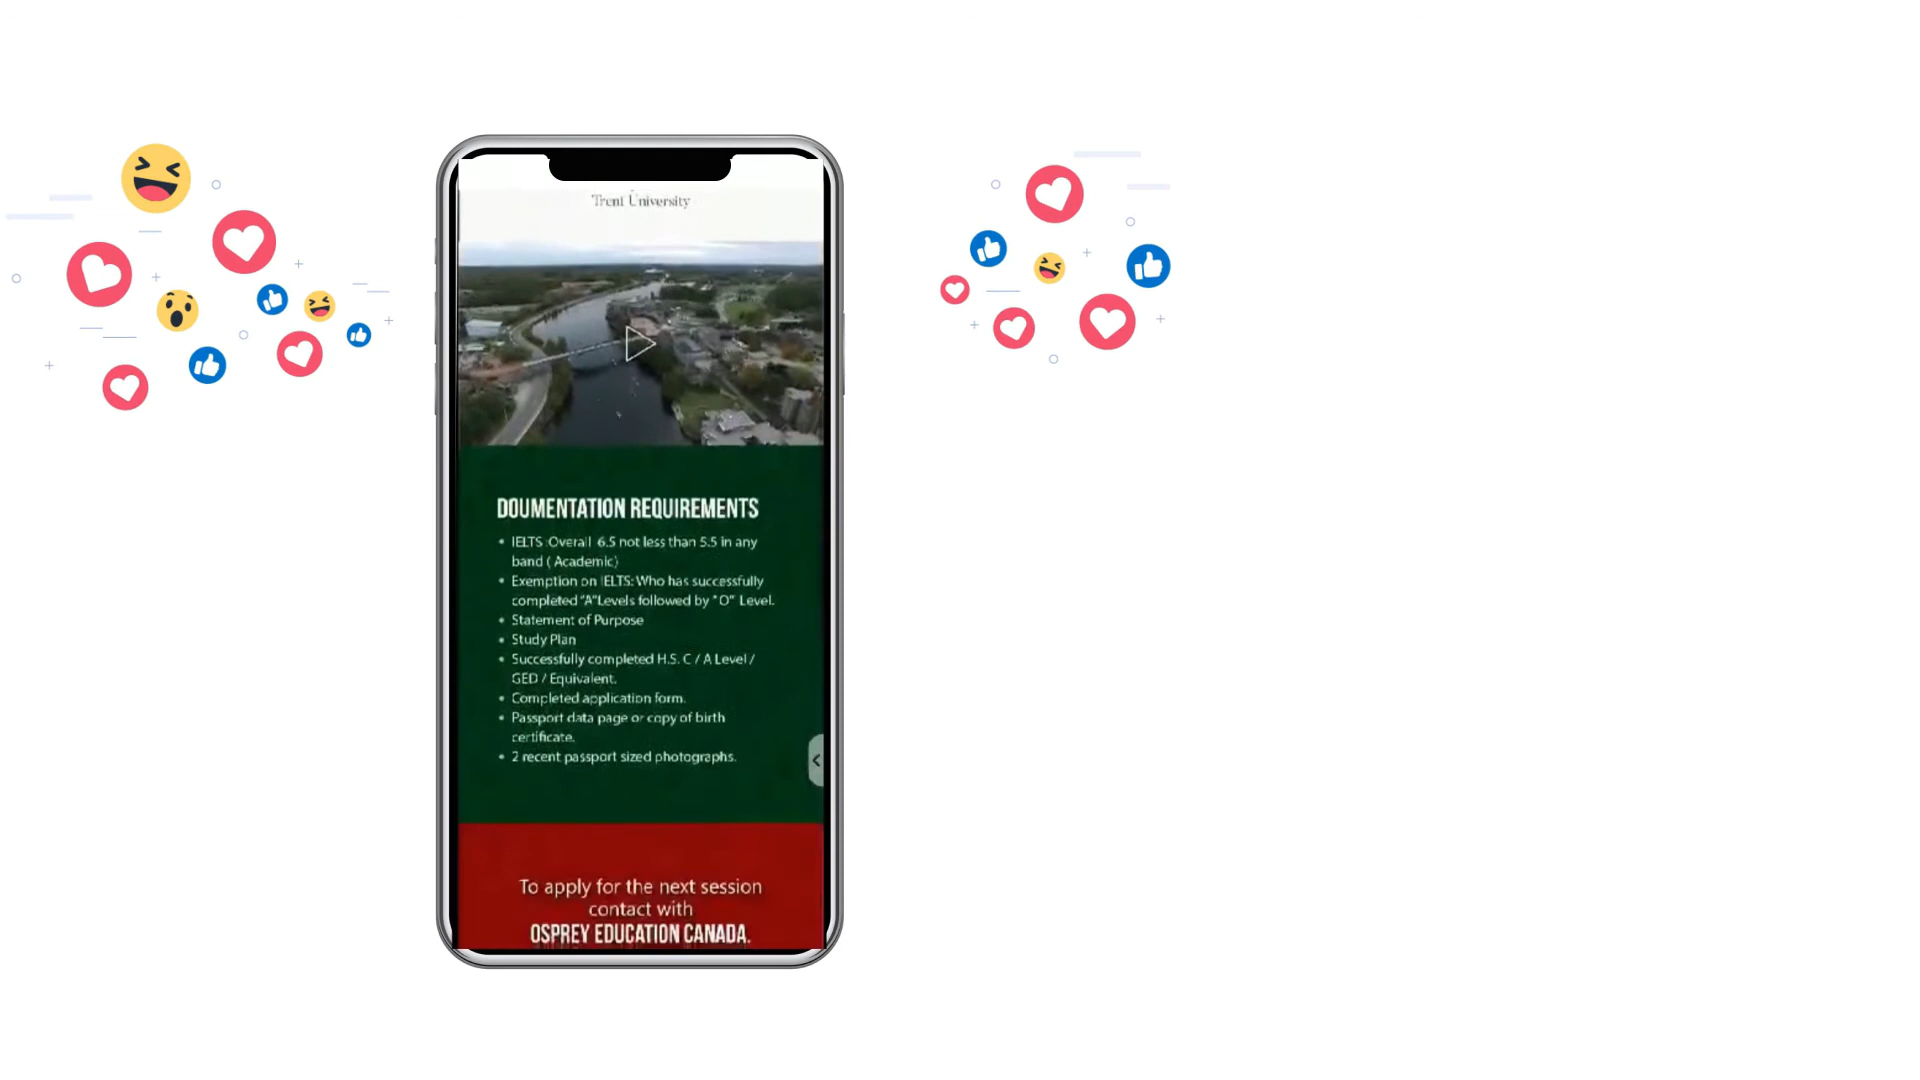 Trent University
DOUMENTATION REQUIREMENTS
• IELTS :Overall 6.5 not less than 5.5 in any
band ( Academic)
• Exemption on IELTS: Who has successfully
completed "A"Levels followed by "O" Level.
• Statement of Purpose
• Study Plan
• Successfully completed H.S. C / A Level /
GED / Equivalent.
• Completed application form.
• Passport data page or copy of birth
certificate.
• 2 recent passport sized photographs.
To apply for the next session
contact with
OSPREY EDUCATION CANADA.